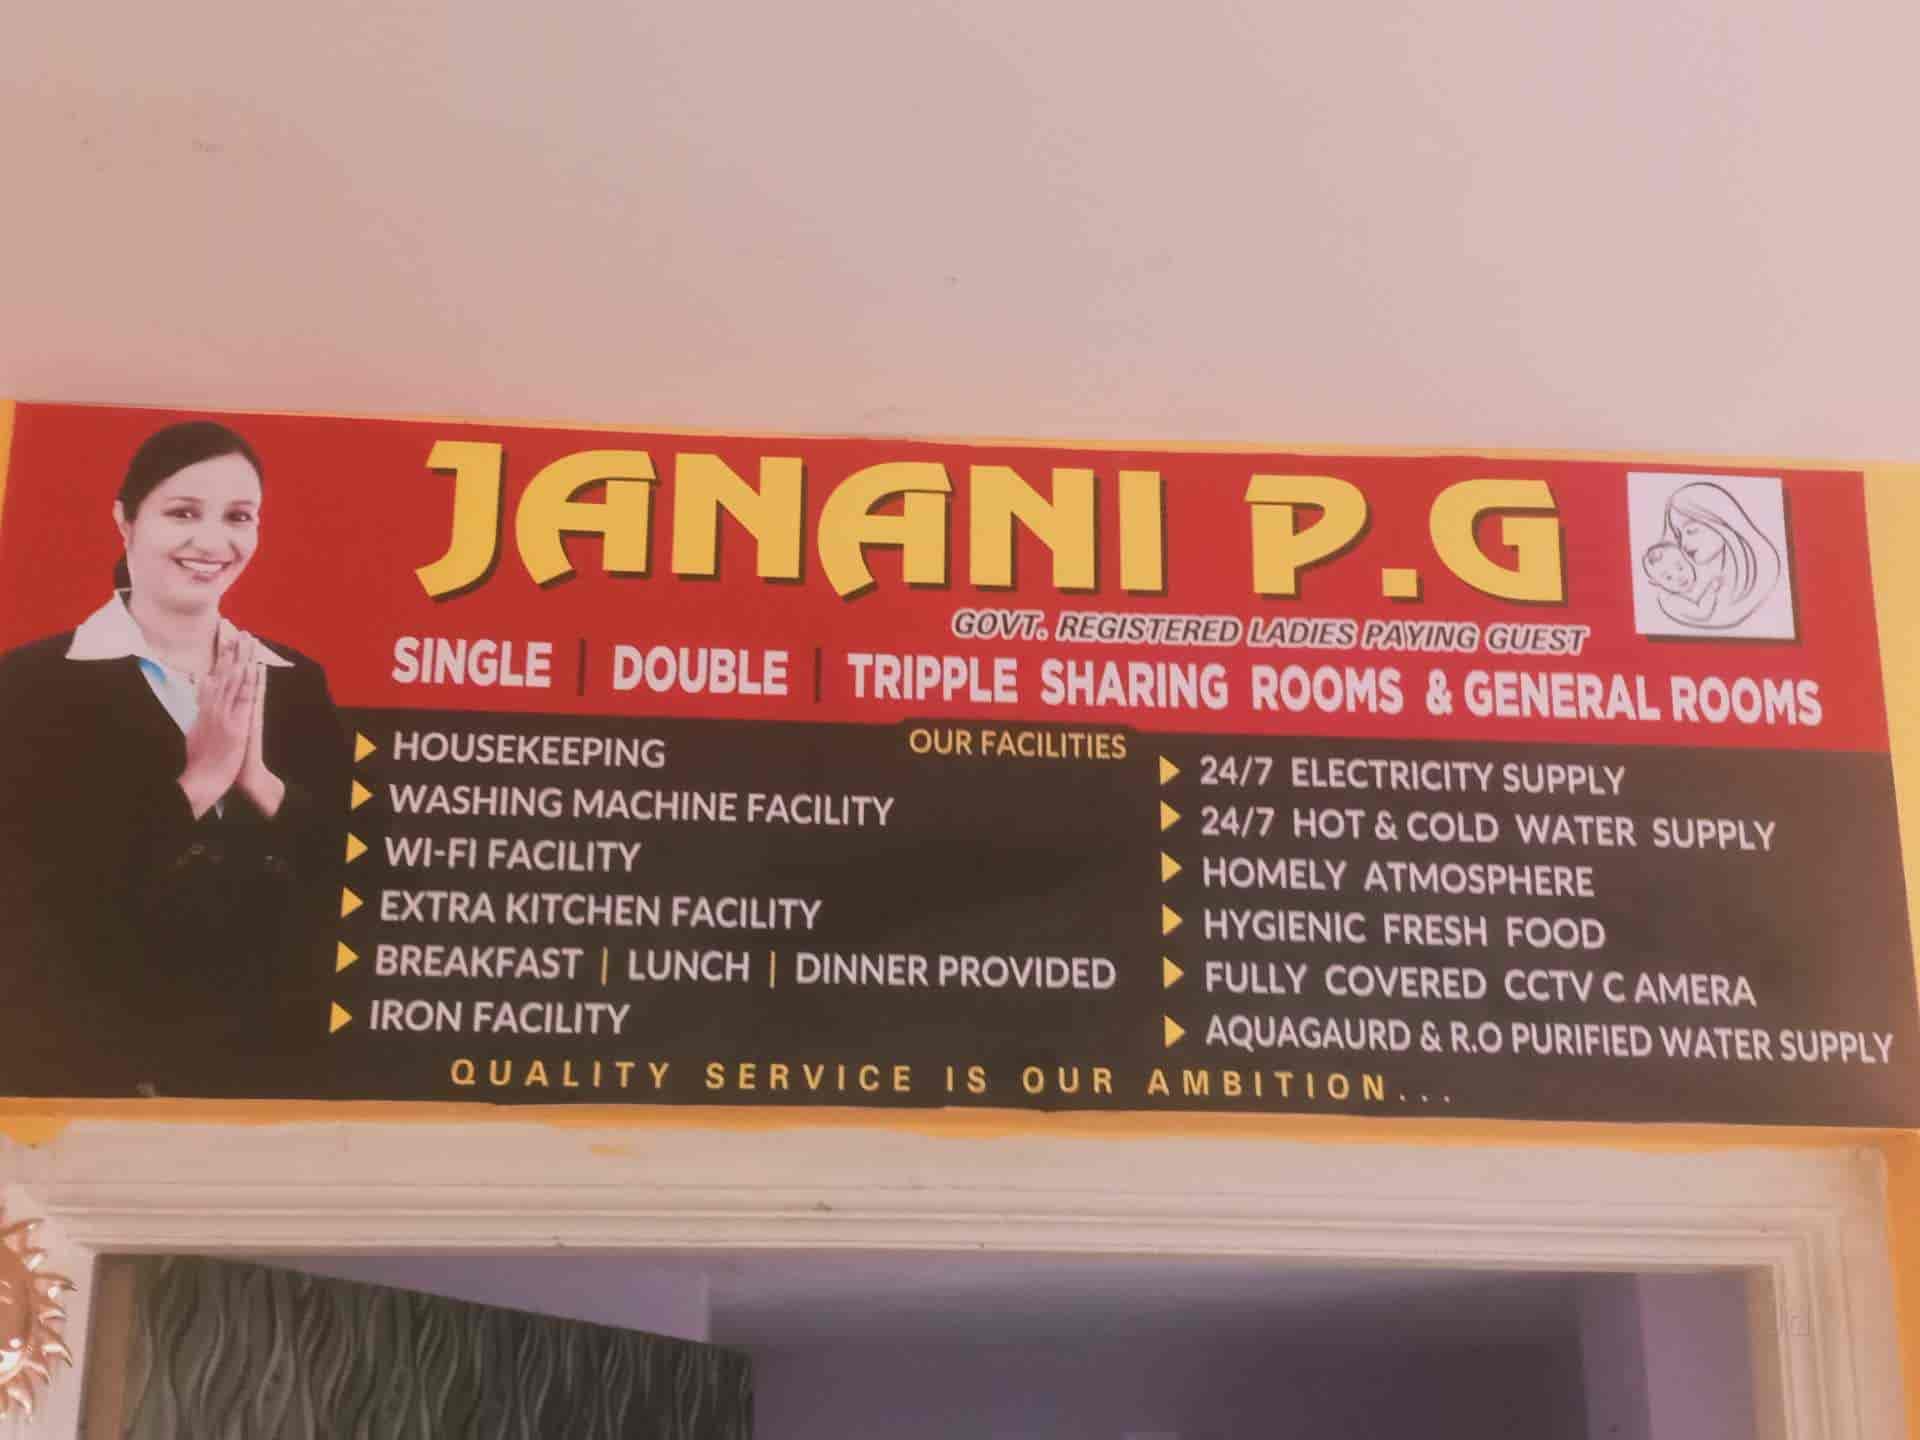 JANANI P.G
GOVT. REGISTERED LADIES PAYING GUEST
SINGLE | DOUBLE | TRIPPLE SHARING ROOMS & GENERAL ROOMS
OUR FACILITIES
HOUSEKEEPING
WASHING MACHINE FACILITY
WI-FI FACILITY
EXTRA KITCHEN FACILITY
BREAKFAST | LUNCH | DINNER PROVIDED
IRON FACILITY
24/7 ELECTRICITY SUPPLY
24/7 HOT & COLD WATER SUPPLY
HOMELY ATMOSPHERE
HYGIENIC FRESH FOOD
FULLY COVERED CCTV C AMERA
AQUAGAURD & R.O PURIFIED WATER SUPPLY
QUALITY SERVICE IS OUR AMBITION...
Jd